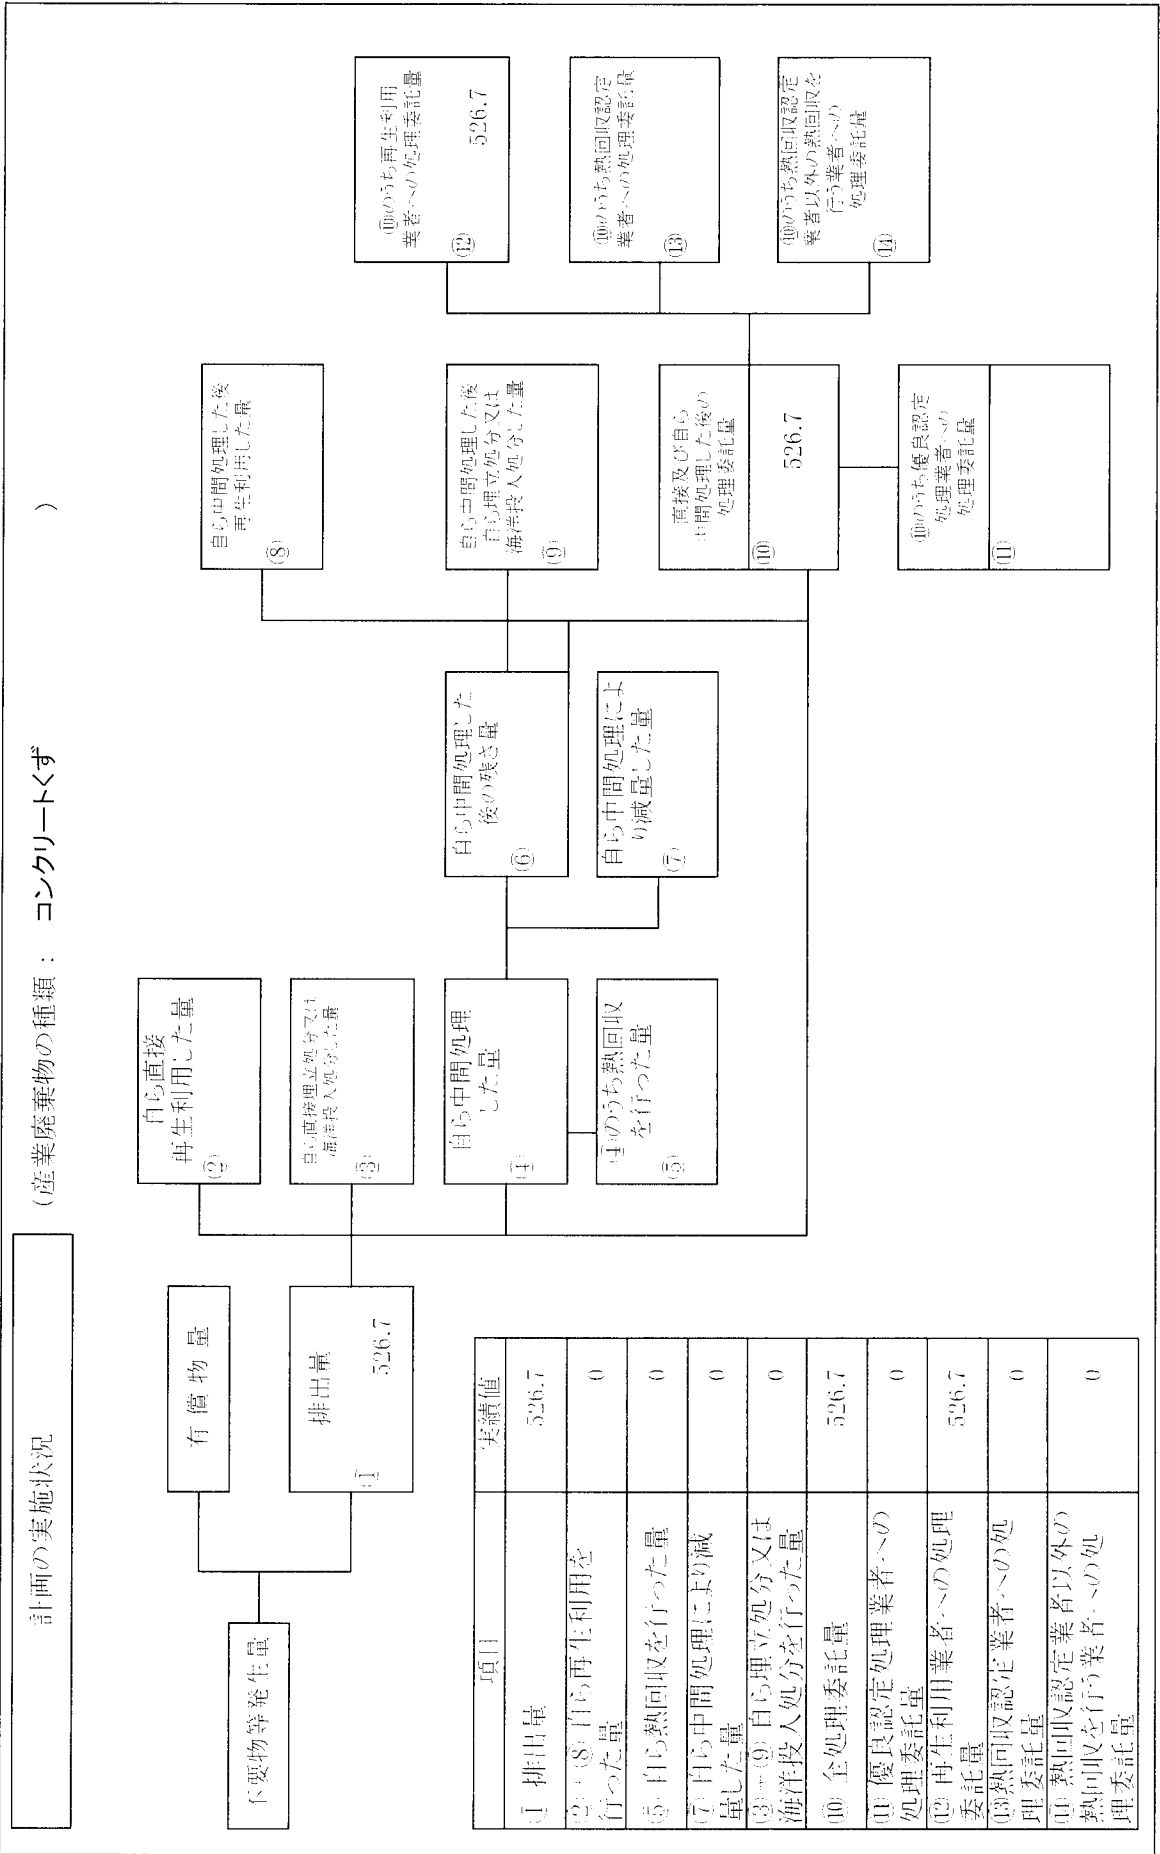 計画の実施状況
(産業廃棄物の種類： コンクリートくず )
不要物等発生量
有償物量
①
排出量
526.7
②
自ら直接
再生利用した量
③
自ら直接埋立処分又は
海洋投入処分した量
④
自ら中間処理
した量
⑤
④のうち熱回収
を行った量
⑥
自ら中間処理した
後の残さ量
⑦
自ら中間処理によ
り減量した量
⑧
自ら中間処理した後
再生利用した量
⑨
自ら中間処理した後
自ら埋立処分又は
海洋投入処分した量
直接及び自ら
中間処理した後の
処理委託量
⑩
526.7
⑩のうち優良認定
処理業者への
処理委託量
⑪
⑩のうち再生利用
業者への処理委託量
⑫
526.7
⑩のうち熱回収認定
業者への処理委託量
⑬
⑩のうち熱回収認定
業者以外の熱回収を
行う業者への
処理委託量
⑭
項目 実績値
① 排出量 526.7
②+⑧ 自ら再生利用を
行った量 0
⑤ 自ら熱回収を行った量 0
⑦ 自ら中間処理により減
量した量 0
③+⑨ 自ら埋立処分又は
海洋投入処分を行った量 0
⑩ 全処理委託量 526.7
⑪ 優良認定処理業者への
処理委託量 0
⑫ 再生利用業者への処理
委託量 526.7
⑬熱回収認定業者への処
理委託量 0
⑭ 熱回収認定業者以外の
熱回収を行う業者への処
理委託量 0